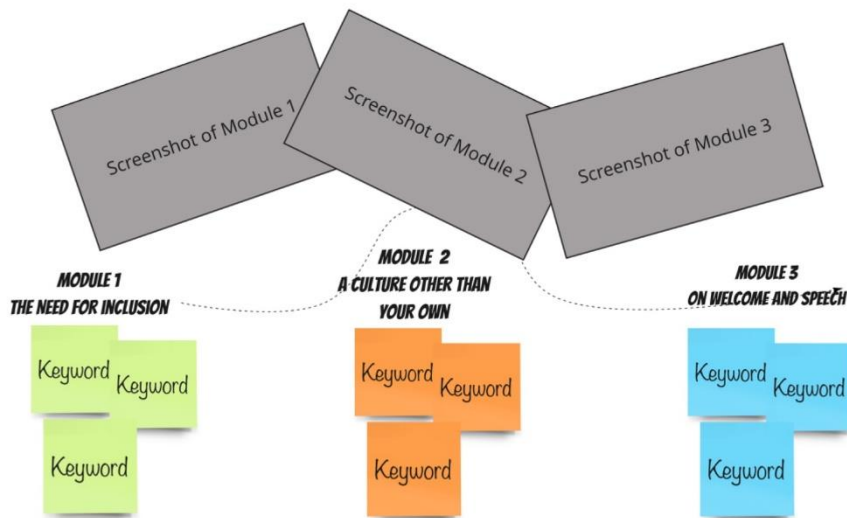 Screenshot of Module 1
Screenshot of Module 2
Screenshot of Module 3
MODULE 1
THE NEED FOR INCLUSION
MODULE 2
A CULTURE OTHER THAN
YOUR OWN
MODULE 3
ON WELCOME AND SPEECH
Keyword
Keyword
Keyword
Keyword
Keyword
Keyword
Keyword
Keyword
Keyword